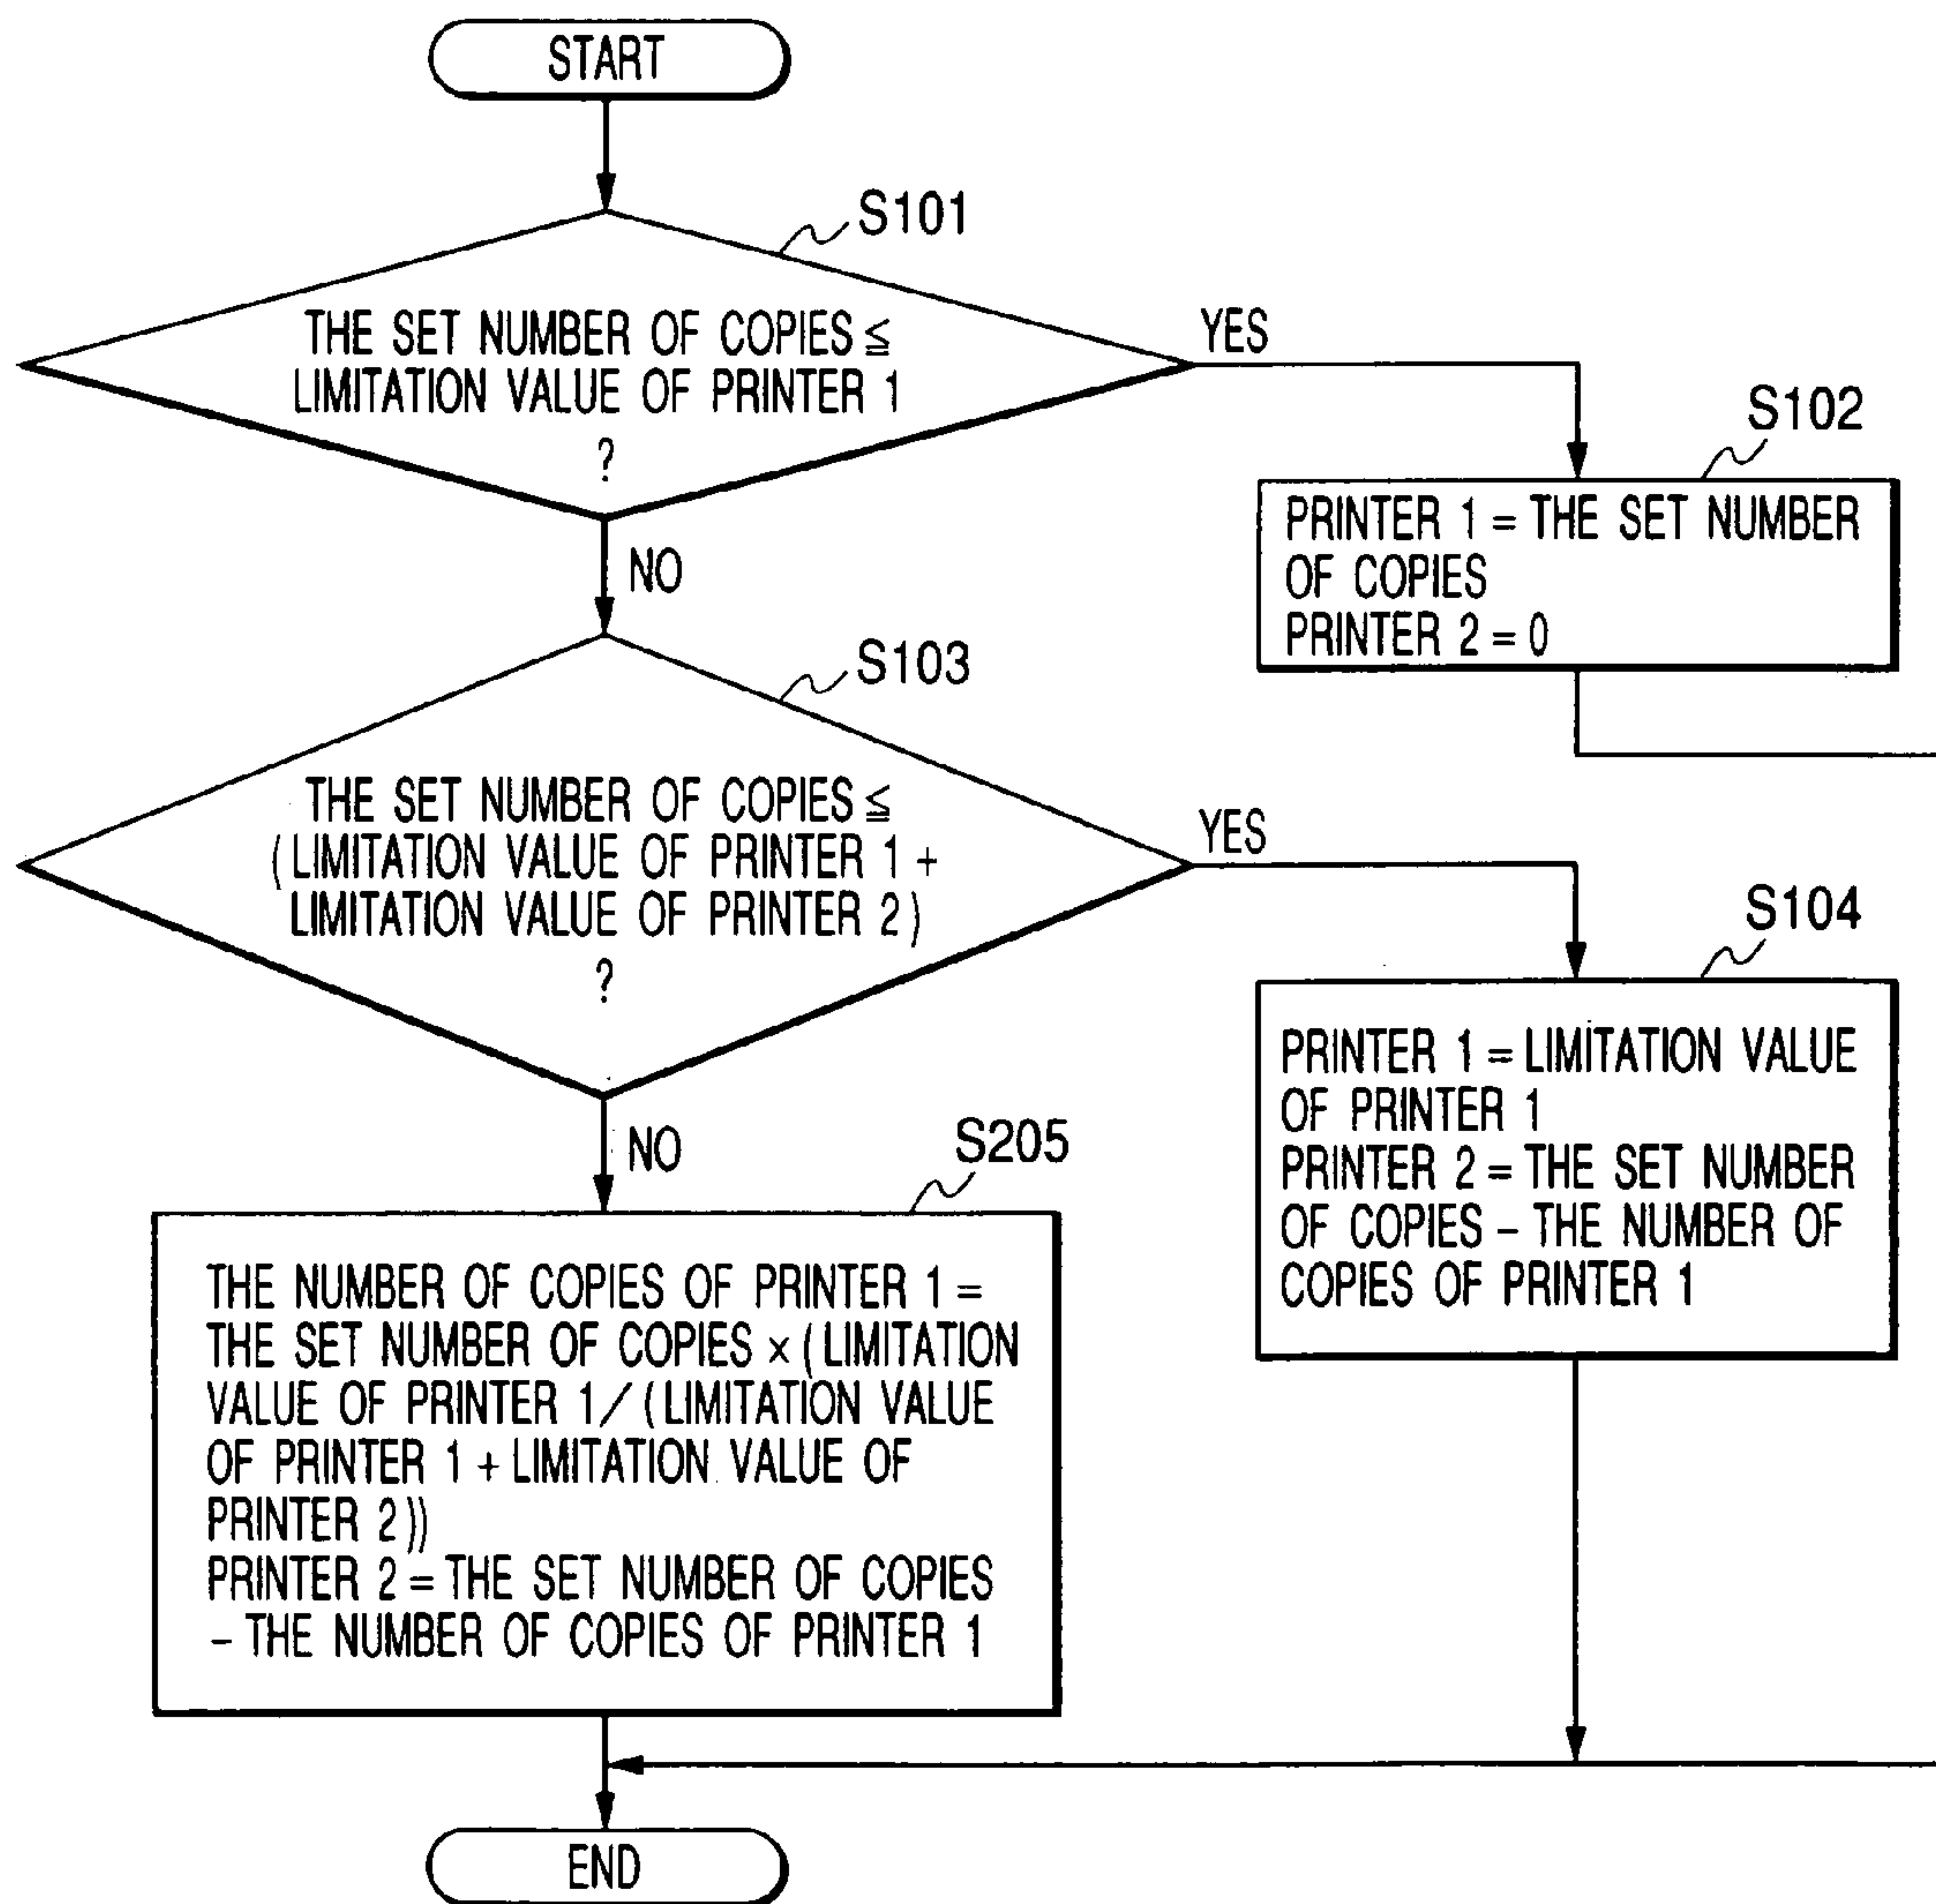 START
S101
THE SET NUMBER OF COPIES ≦
LIMITATION VALUE OF PRINTER 1
?
YES
S102
PRINTER 1 = THE SET NUMBER
OF COPIES
PRINTER 2 = 0
NO
S103
THE SET NUMBER OF COPIES ≦
(LIMITATION VALUE OF PRINTER 1 +
LIMITATION VALUE OF PRINTER 2)
?
YES
S104
PRINTER 1 = LIMITATION VALUE
OF PRINTER 1
PRINTER 2 = THE SET NUMBER
OF COPIES – THE NUMBER OF
COPIES OF PRINTER 1
NO
S205
THE NUMBER OF COPIES OF PRINTER 1 =
THE SET NUMBER OF COPIES × (LIMITATION
VALUE OF PRINTER 1 / (LIMITATION VALUE
OF PRINTER 1 + LIMITATION VALUE OF
PRINTER 2))
PRINTER 2 = THE SET NUMBER OF COPIES
– THE NUMBER OF COPIES OF PRINTER 1
END